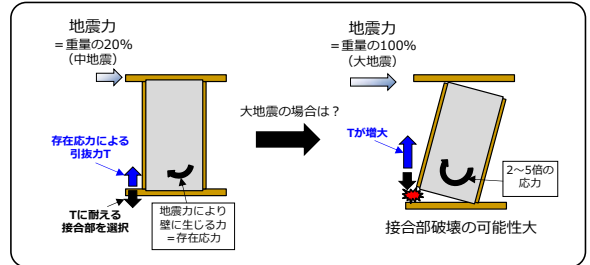 地震力
＝重量の20%
（中地震）
存在応力による
引抜力T
Tに耐える
接合部を選択
地震力により
壁に生じる力
＝存在応力
大地震の場合は？
地震力
＝重量の100%
（大地震）
Tが増大
2～5倍の
応力
接合部破壊の可能性大